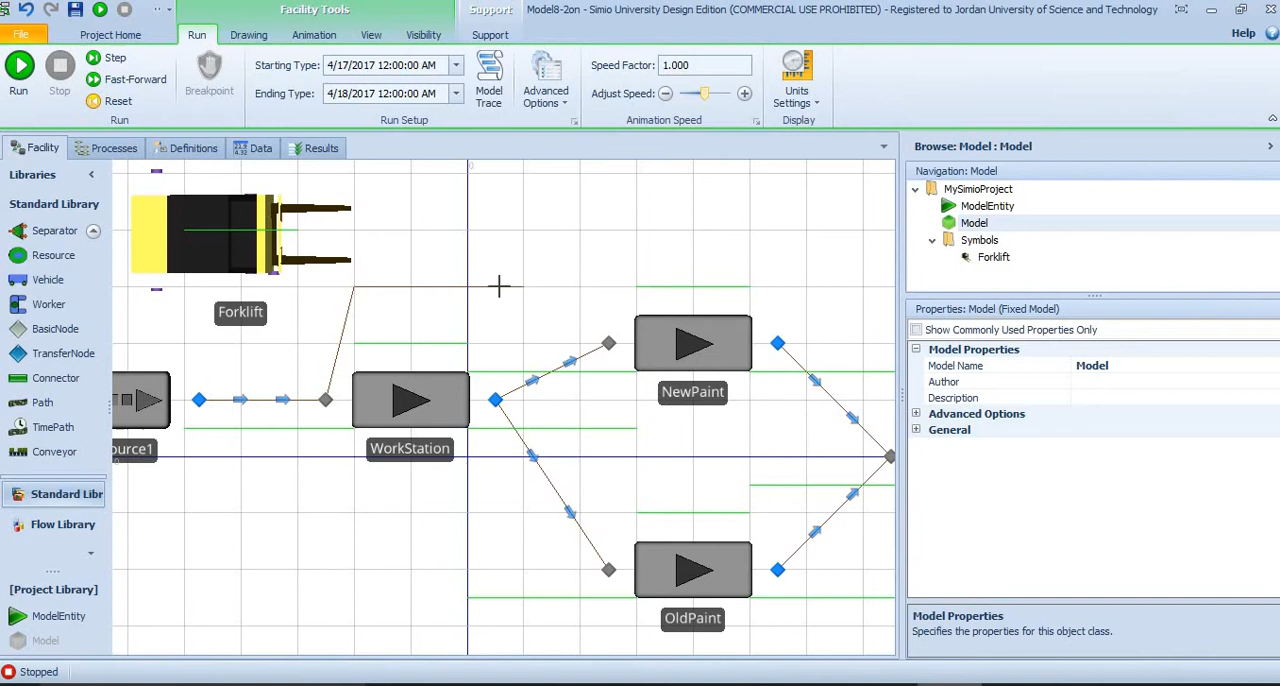 Facility Tools
Support
Model8-2on - Simio University Design Edition (COMMERCIAL USE PROHIBITED) - Registered to Jordan University of Science and Technology
File
Project Home
Run
Drawing
Animation
View
Visibility
Support
Help
Run
Stop
Step
Fast-Forward
Reset
Run
Breakpoint
Starting Type: 4/17/2017 12:00:00 AM
Ending Type: 4/18/2017 12:00:00 AM
Run Setup
Model Trace
Advanced Options
Speed Factor: 1.000
Adjust Speed:
Animation Speed
Units Settings
Display
Facility
Processes
Definitions
Data
Results
Libraries
Standard Library
Separator
Resource
Vehicle
Worker
BasicNode
TransferNode
Connector
Path
TimePath
Conveyor
Standard Libr
Flow Library
[Project Library]
ModelEntity
Model
Stopped
0
Forklift
ource1
WorkStation
NewPaint
OldPaint
Browse: Model : Model
Navigation: Model
MySimioProject
ModelEntity
Model
Symbols
Forklift
Properties: Model (Fixed Model)
Show Commonly Used Properties Only
Model Properties
Model Name Model
Author
Description
Advanced Options
General
Model Properties
Specifies the properties for this object class.